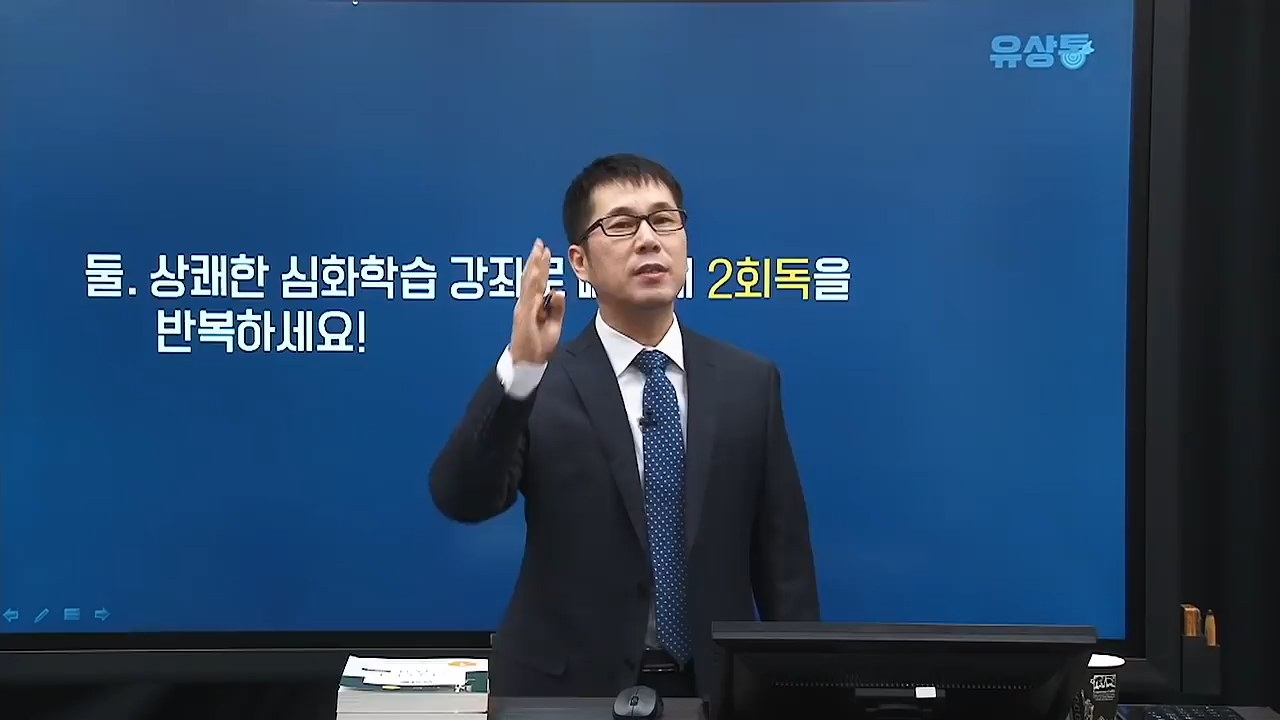 유상통
둘. 상쾌한 심화학습 강좌로 2회독을
반복하세요!